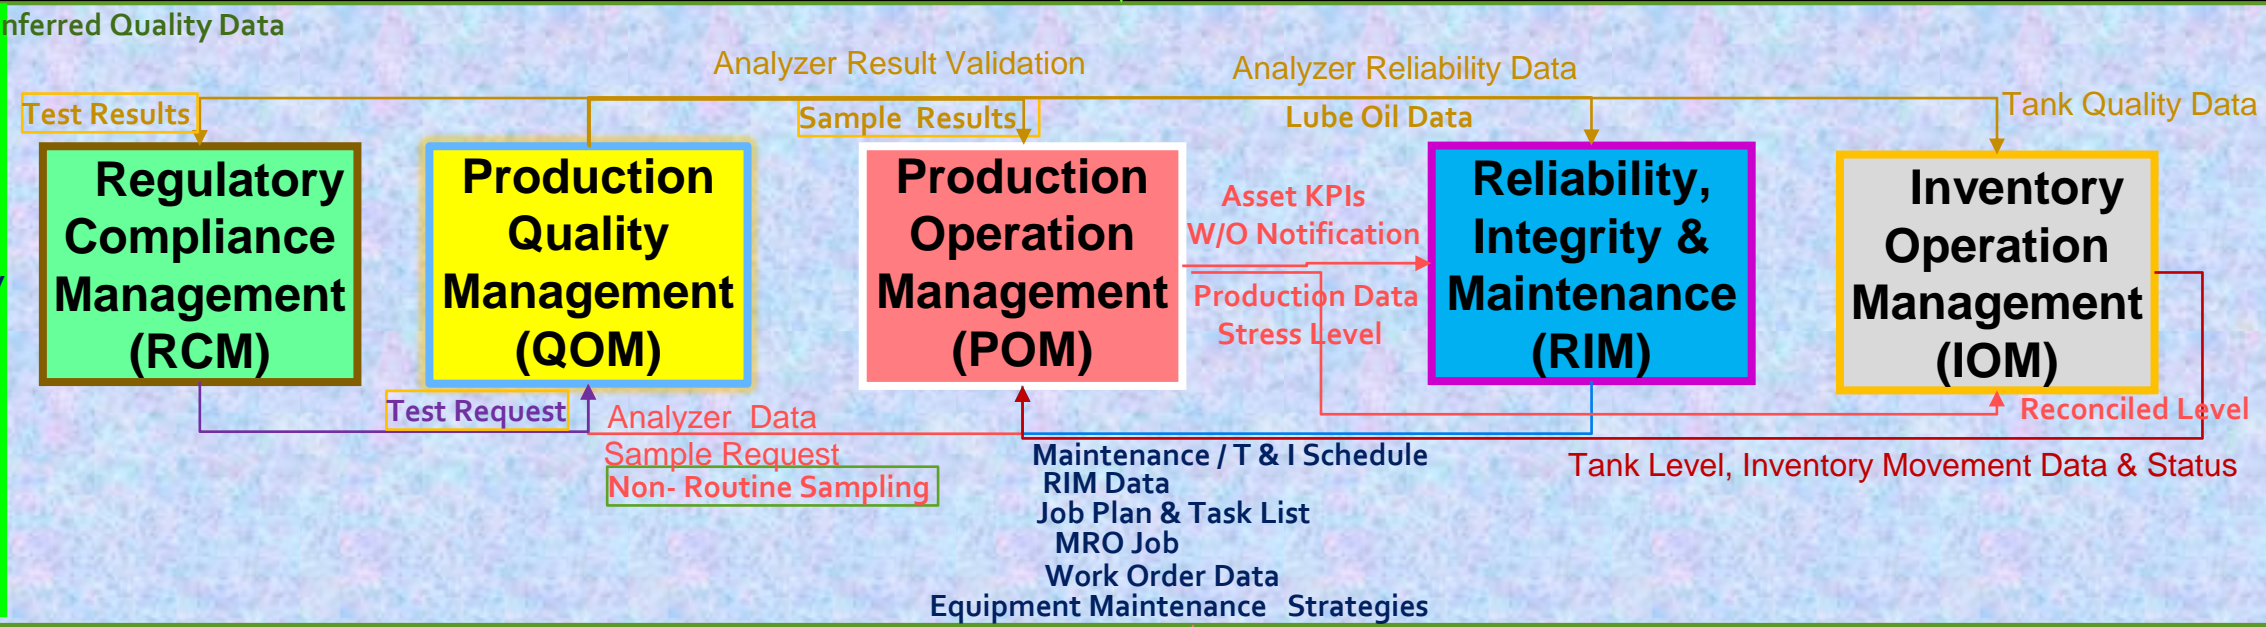 nferred Quality Data
Analyzer Result Validation
Analyzer Reliability Data
Test Results
Sample Results
Lube Oil Data
Tank Quality Data
Regulatory
Compliance
Management
(RCM)
Production
Quality
Management
(QOM)
Production
Operation
Management
(POM)
Asset KPIs
W/O Notification
Production Data
Stress Level
Reliability,
Integrity &
Maintenance
(RIM)
Inventory
Operation
Management
(IOM)
Test Request
Analyzer Data
Sample Request
Non- Routine Sampling
Reconciled Level
Maintenance / T & I Schedule
RIM Data
Job Plan & Task List
MRO Job
Work Order Data
Equipment Maintenance Strategies
Tank Level, Inventory Movement Data & Status